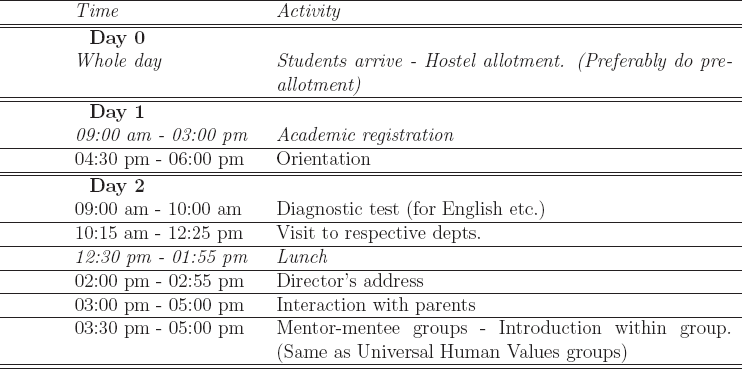 Time Activity
Day 0
Whole day Students arrive - Hostel allotment. (Preferably do pre-
allotment)
Day 1
09:00 am - 03:00 pm Academic registration
04:30 pm - 06:00 pm Orientation
Day 2
09:00 am - 10:00 am Diagnostic test (for English etc.)
10:15 am - 12:25 pm Visit to respective depts.
12:30 pm - 01:55 pm Lunch
02:00 pm - 02:55 pm Director's address
03:00 pm - 05:00 pm Interaction with parents
03:30 pm - 05:00 pm Mentor-mentee groups - Introduction within group.
(Same as Universal Human Values groups)